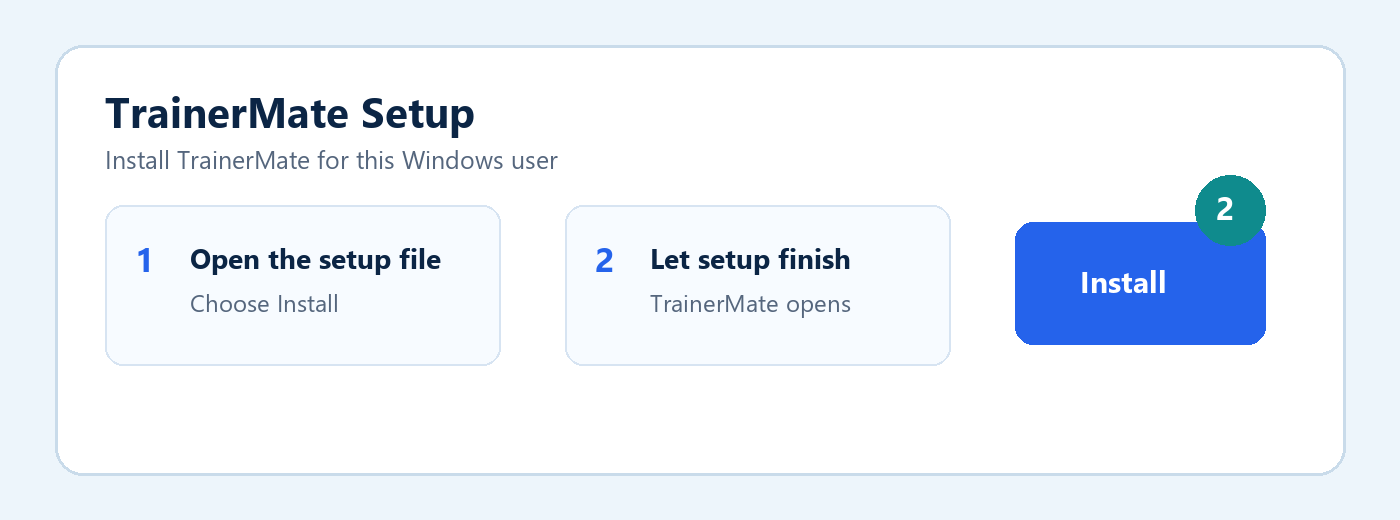 TrainerMate Setup
Install TrainerMate for this Windows user
1 Open the setup file
Choose Install
2 Let setup finish
TrainerMate opens
2
Install